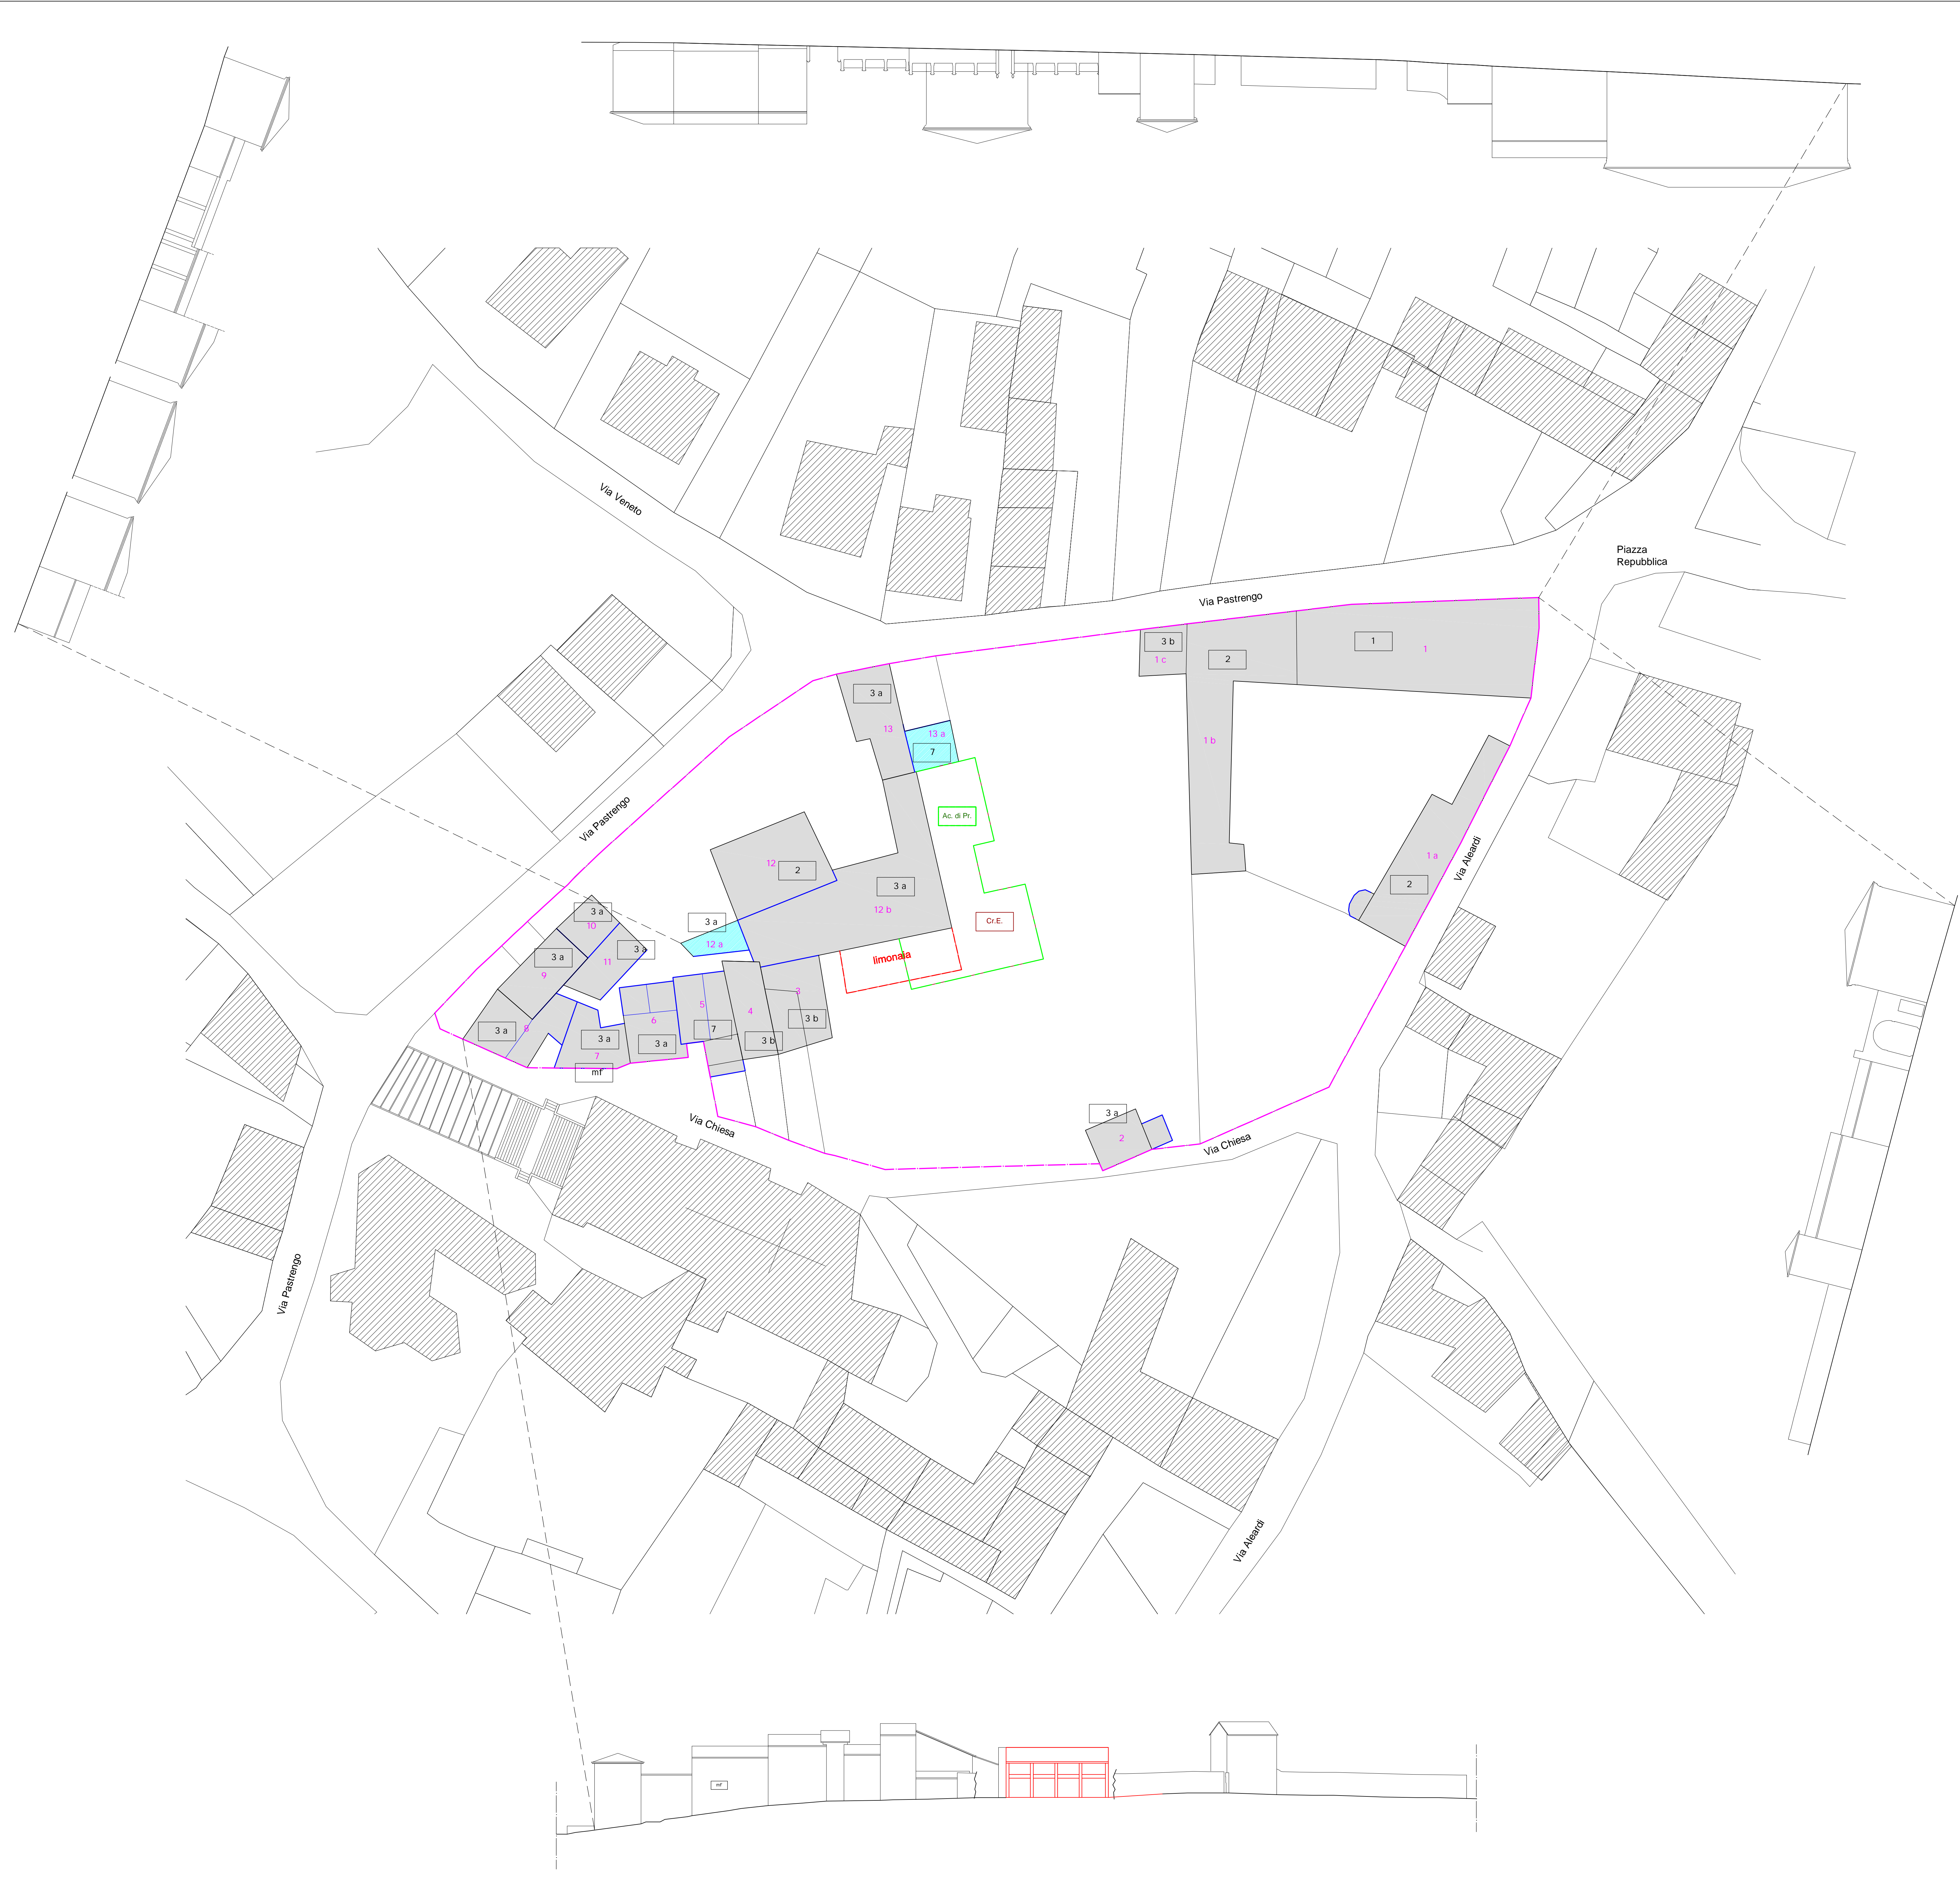 Via Veneto
Piazza
Repubblica
Via Pastrengo
3 b
1 c
2
1
1
3 a
13
13 a
7
1 b
Via Pastrengo
Ac. di Pr.
1 a
Via Aleardi
2
12
2
3 a
12 b
3 a
10
3 a
12 a
Cr.E.
3 a
11
3 a
9
limonaia
3
5
4
6
3 b
3 a
8
7
3 a
3 a
3 b
7
mf
3 a
2
Via Chiesa
Via Chiesa
Via Pastrengo
Via Aleardi
mf